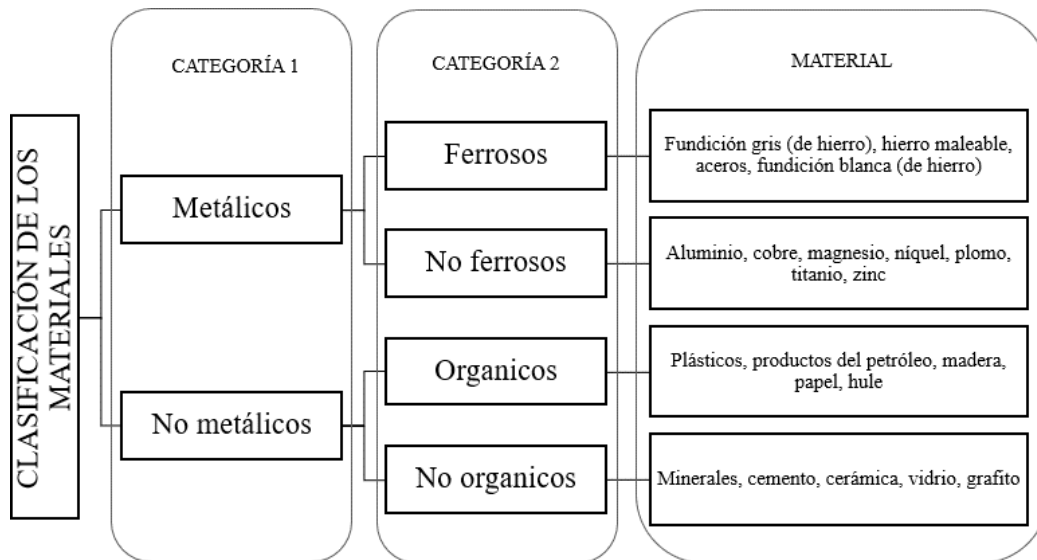 CATEGORÍA 1
CATEGORÍA 2
MATERIAL
CLASIFICACIÓN DE LOS
MATERIALES
Metálicos
Ferrosos
Fundición gris (de hierro), hierro maleable,
aceros, fundición blanca (de hierro)
No ferrosos
Aluminio, cobre, magnesio, níquel, plomo,
titanio, zinc
No metálicos
Organicos
Plásticos, productos del petróleo, madera,
papel, hule
No organicos
Minerales, cemento, cerámica, vidrio, grafito